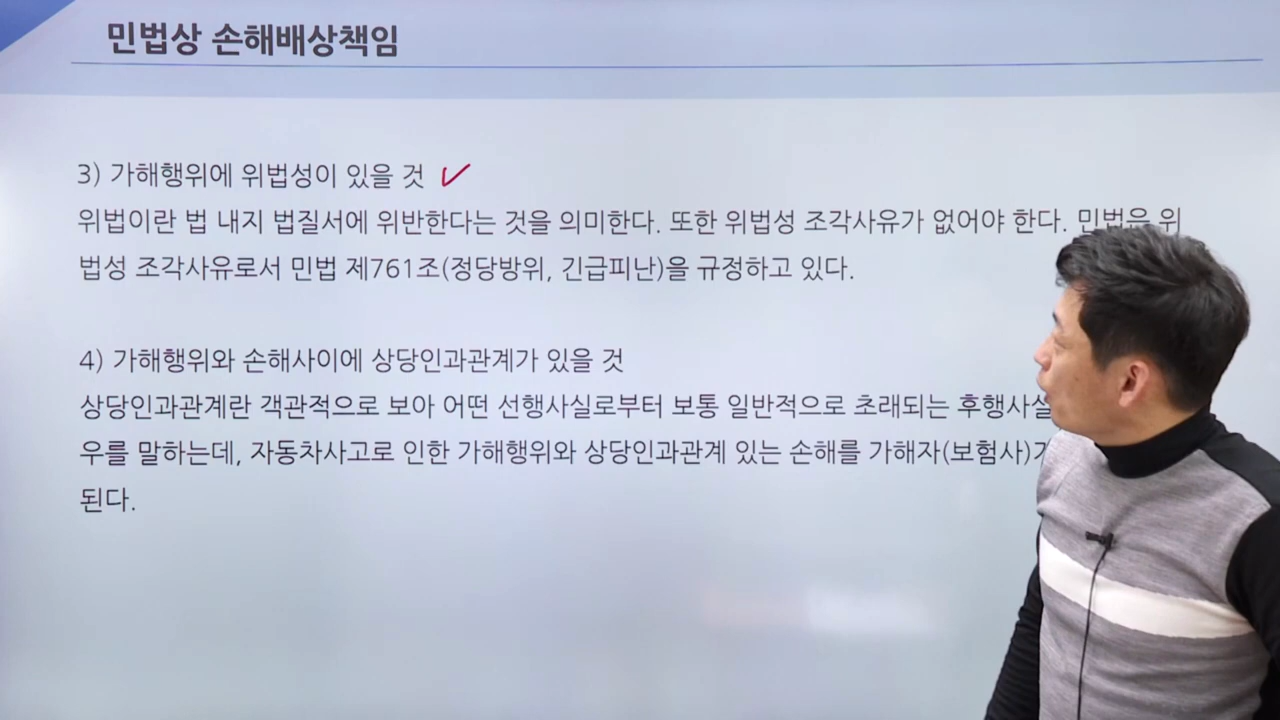 민법상 손해배상책임
3) 가해행위에 위법성이 있을 것
위법이란 법 내지 법질서에 위반한다는 것을 의미한다. 또한 위법성 조각사유가 없어야 한다. 민법은 위
법성 조각사유로서 민법 제761조(정당방위, 긴급피난)을 규정하고 있다.
4) 가해행위와 손해사이에 상당인과관계가 있을 것
상당인과관계란 객관적으로 보아 어떤 선행사실로부터 보통 일반적으로 초래되는 후행사실
우를 말하는데, 자동차사고로 인한 가해행위와 상당인과관계 있는 손해를 가해자(보험사)가
된다.